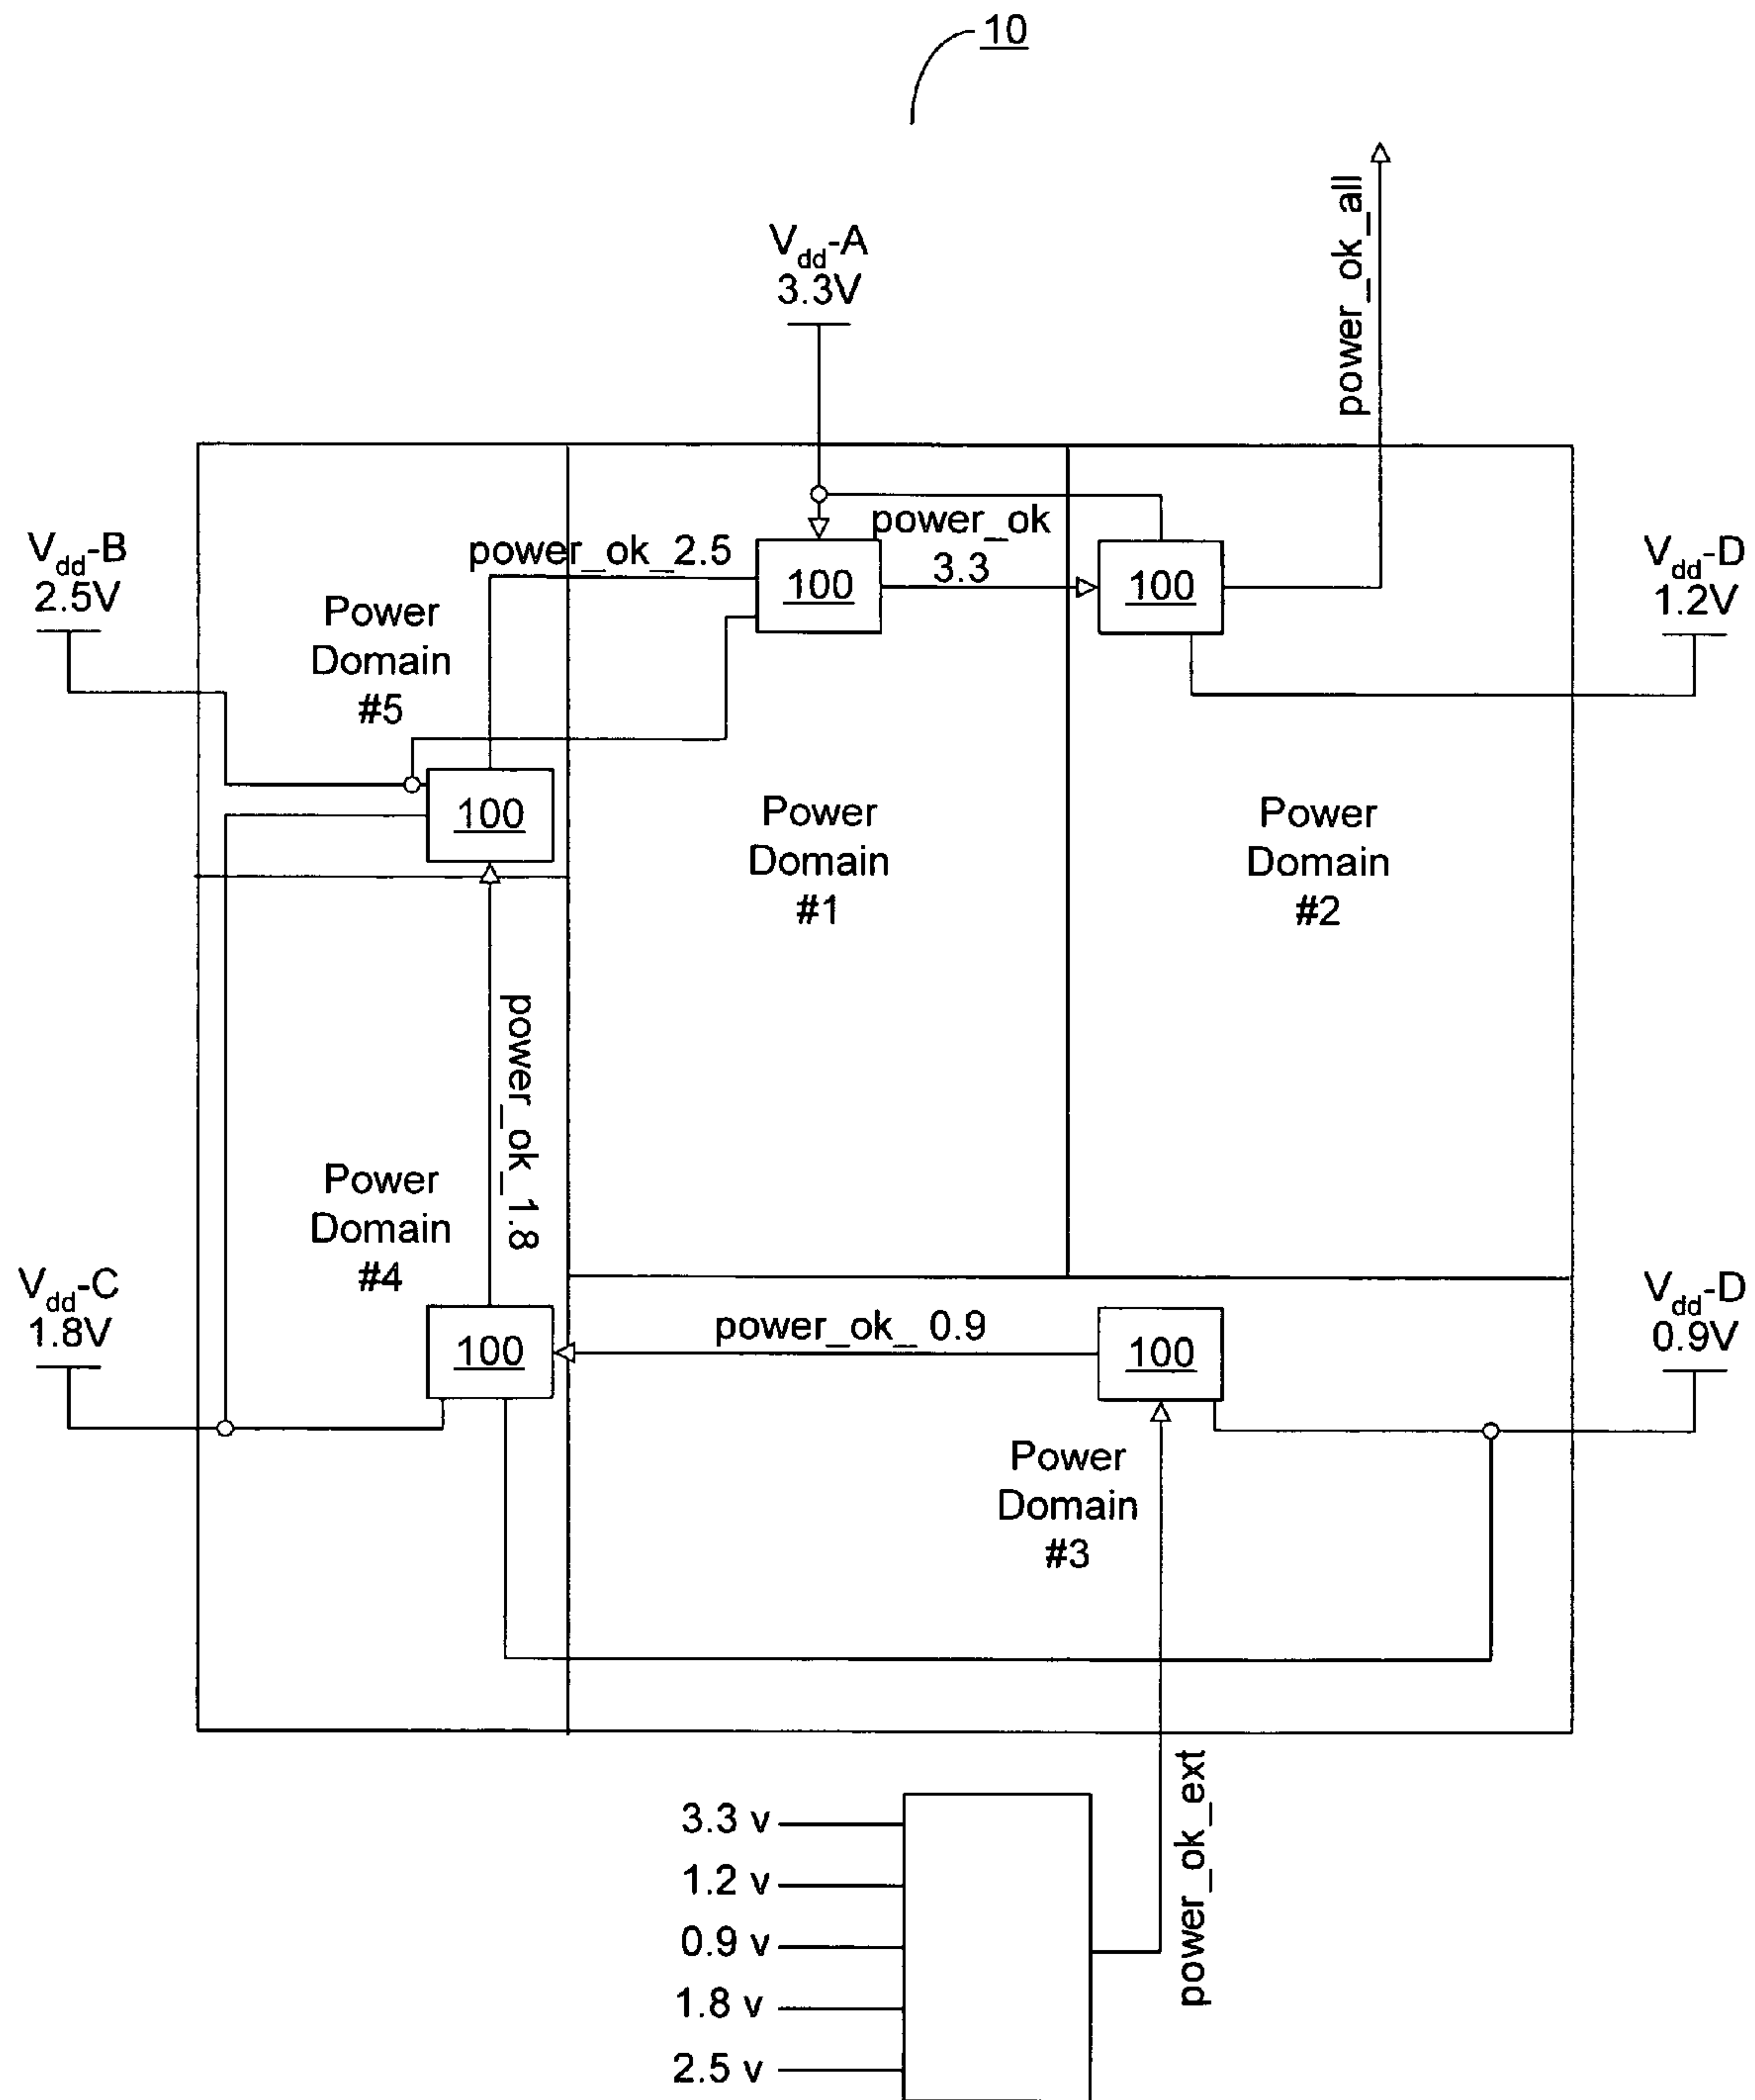 10
power_ok_all
Vdd-A
3.3V
Vdd-B
2.5V
power_ok_2.5
power_ok
3.3
Vdd-D
1.2V
100
100
Power
Domain
#5
100
Power
Domain
#1
Power
Domain
#2
power_ok_1.8
Power
Domain
#4
Vdd-C
1.8V
100
power_ok_ 0.9
100
Vdd-D
0.9V
Power
Domain
#3
power_ok_ext
3.3 v
1.2 v
0.9 v
1.8 v
2.5 v